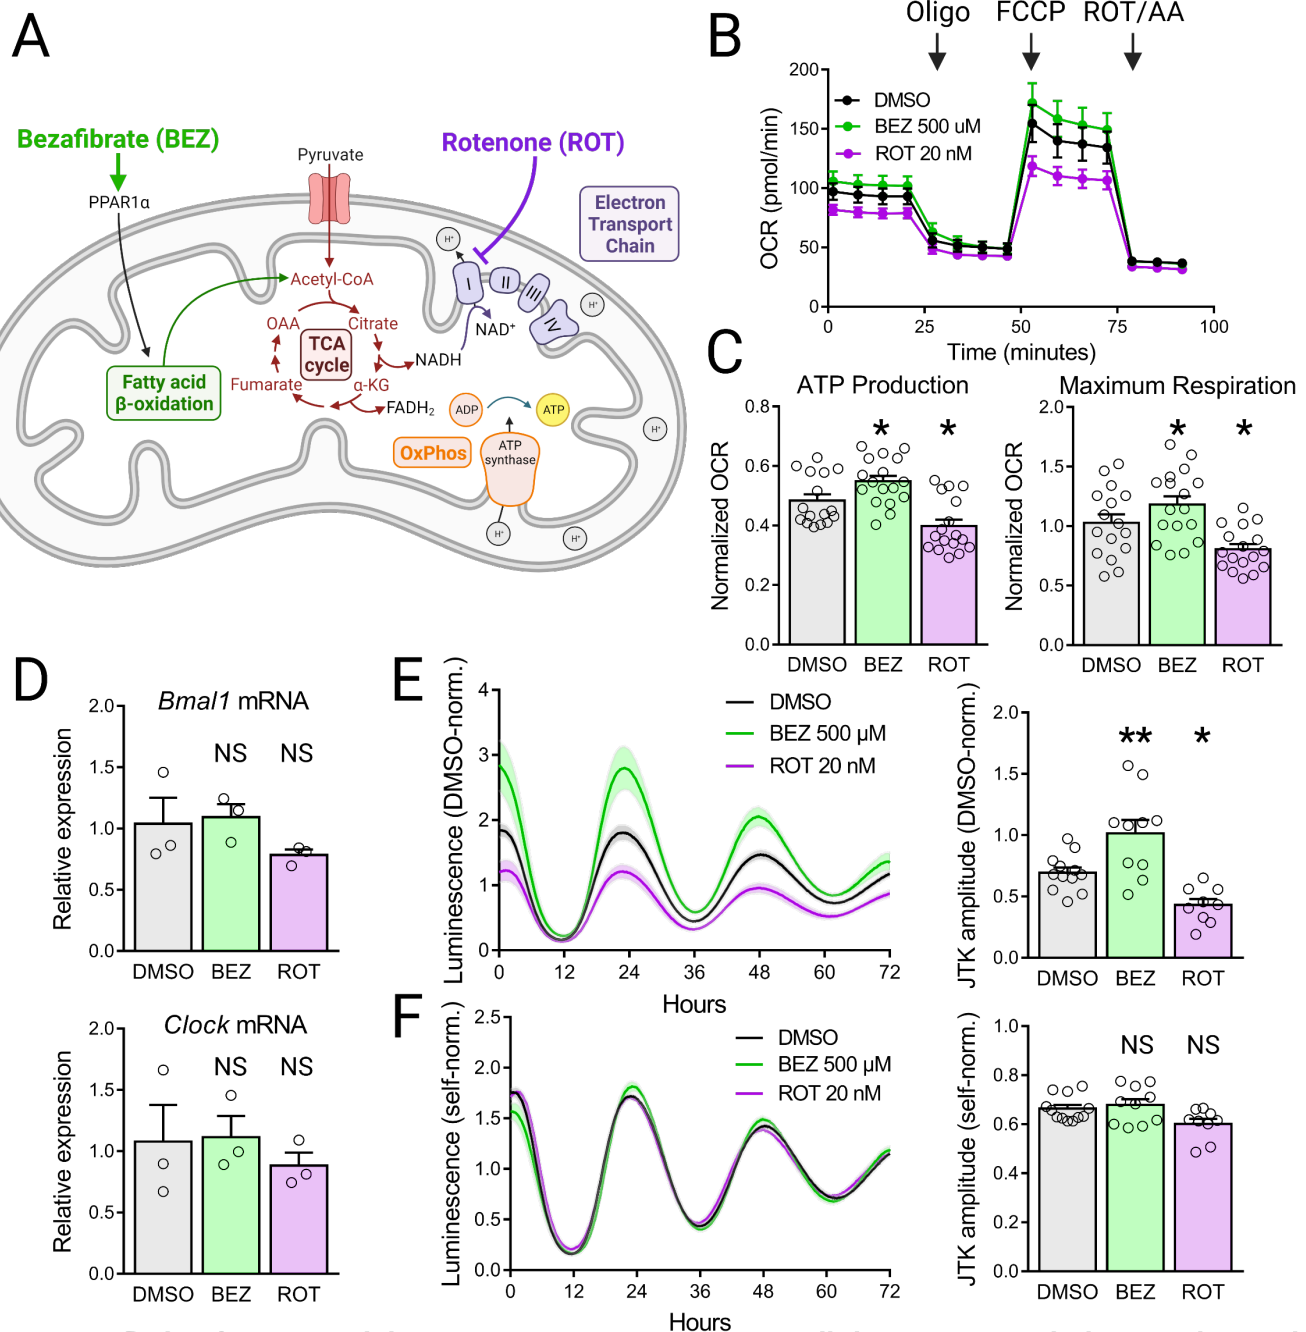 A
Bezafibrate (BEZ)
PPAR1α
Pyruvate
Rotenone (ROT)
Electron
Transport
Chain
H⁺
I
II
III
IV
H⁺
NAD⁺
Acetyl-CoA
OAA
Citrate
TCA
cycle
NADH
Fumarate
α-KG
FADH₂
Fatty acid
β-oxidation
ADP
ATP
H⁺
OxPhos
ATP
synthase
H⁺
H⁺
B
Oligo
FCCP
ROT/AA
DMSO
BEZ 500 uM
ROT 20 nM
OCR (pmol/min)
200
150
100
50
0
0
25
50
75
100
Time (minutes)
C
ATP Production
Normalized OCR
0.8
0.6
0.4
0.2
0.0
*
*
DMSO
BEZ
ROT
Maximum Respiration
Normalized OCR
2.0
1.5
1.0
0.5
0.0
*
*
DMSO
BEZ
ROT
D
Bmal1 mRNA
Relative expression
2.0
1.5
1.0
0.5
0.0
NS
NS
DMSO
BEZ
ROT
Clock mRNA
Relative expression
2.0
1.5
1.0
0.5
0.0
NS
NS
DMSO
BEZ
ROT
E
Luminescence (DMSO-norm.)
4
3
2
1
0
DMSO
BEZ 500 µM
ROT 20 nM
0
12
24
36
48
60
72
Hours
JTK amplitude (DMSO-norm.)
2.0
1.5
1.0
0.5
0.0
**
*
DMSO
BEZ
ROT
F
Luminescence (self-norm.)
2.5
2.0
1.5
1.0
0.5
0.0
DMSO
BEZ 500 µM
ROT 20 nM
0
12
24
36
48
60
72
Hours
JTK amplitude (self-norm.)
1.0
0.8
0.6
0.4
0.2
0.0
NS
NS
DMSO
BEZ
ROT